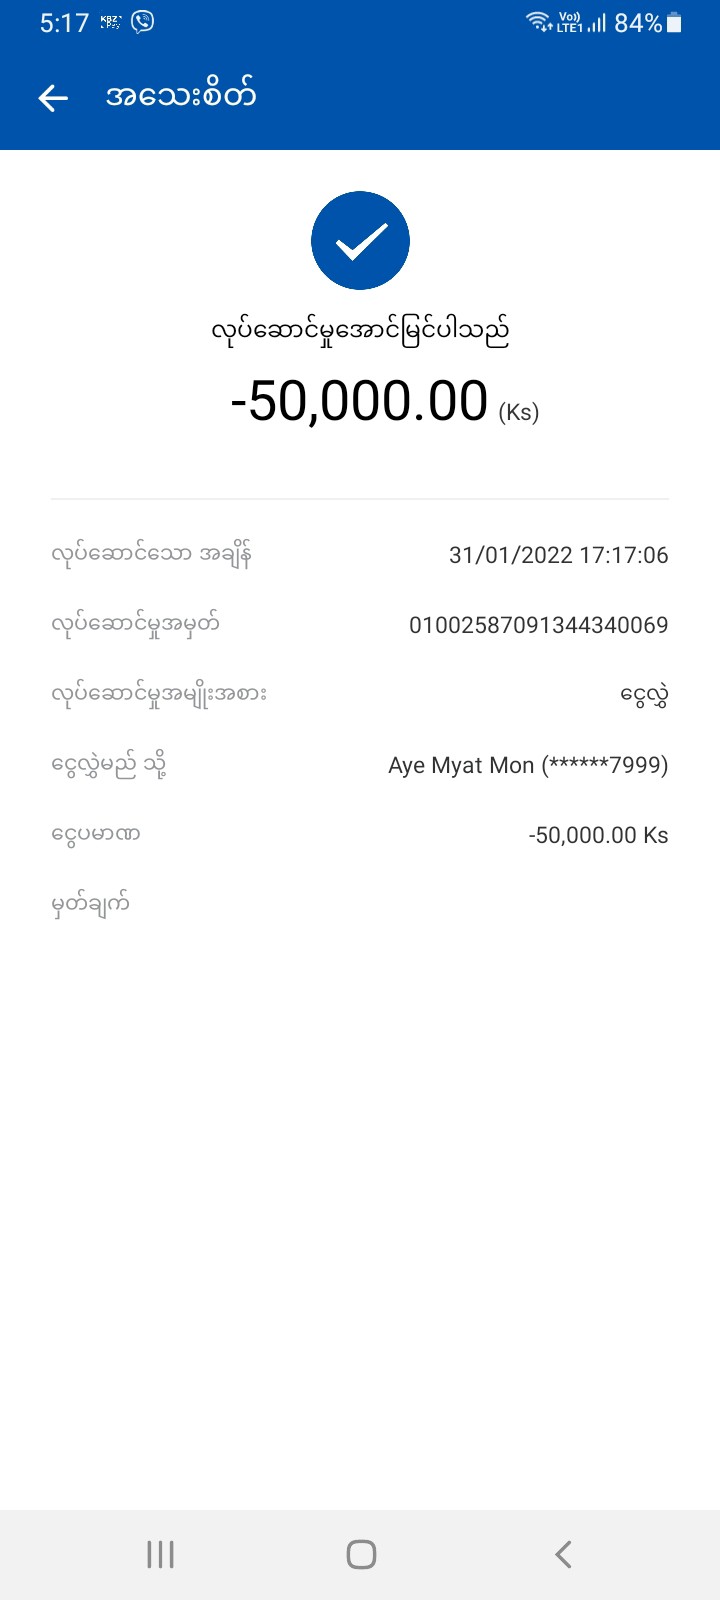 5:17 KBZ Pay Vo)) LTE1 84%
အသေးစိတ်
လုပ်ဆောင်မှုအောင်မြင်ပါသည်
-50,000.00 (Ks)
လုပ်ဆောင်သော အချိန် 31/01/2022 17:17:06
လုပ်ဆောင်မှုအမှတ် 01002587091344340069
လုပ်ဆောင်မှုအမျိုးအစား ငွေလွှဲ
ငွေလွှဲမည် သို့ Aye Myat Mon (******7999)
ငွေပမာဏ -50,000.00 Ks
မှတ်ချက်